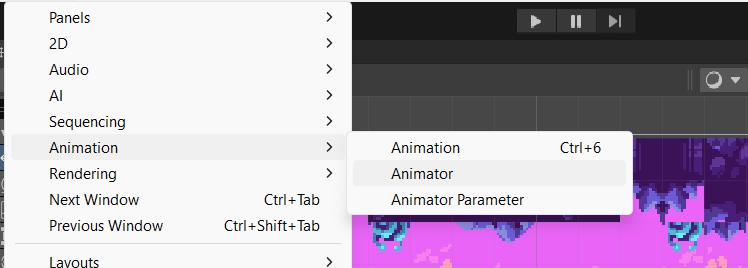 Panels
2D
Audio
AI
Sequencing
Animation
Animation Ctrl+6
Rendering
Animator
Next Window Ctrl+Tab
Animator Parameter
Previous Window Ctrl+Shift+Tab
Layouts